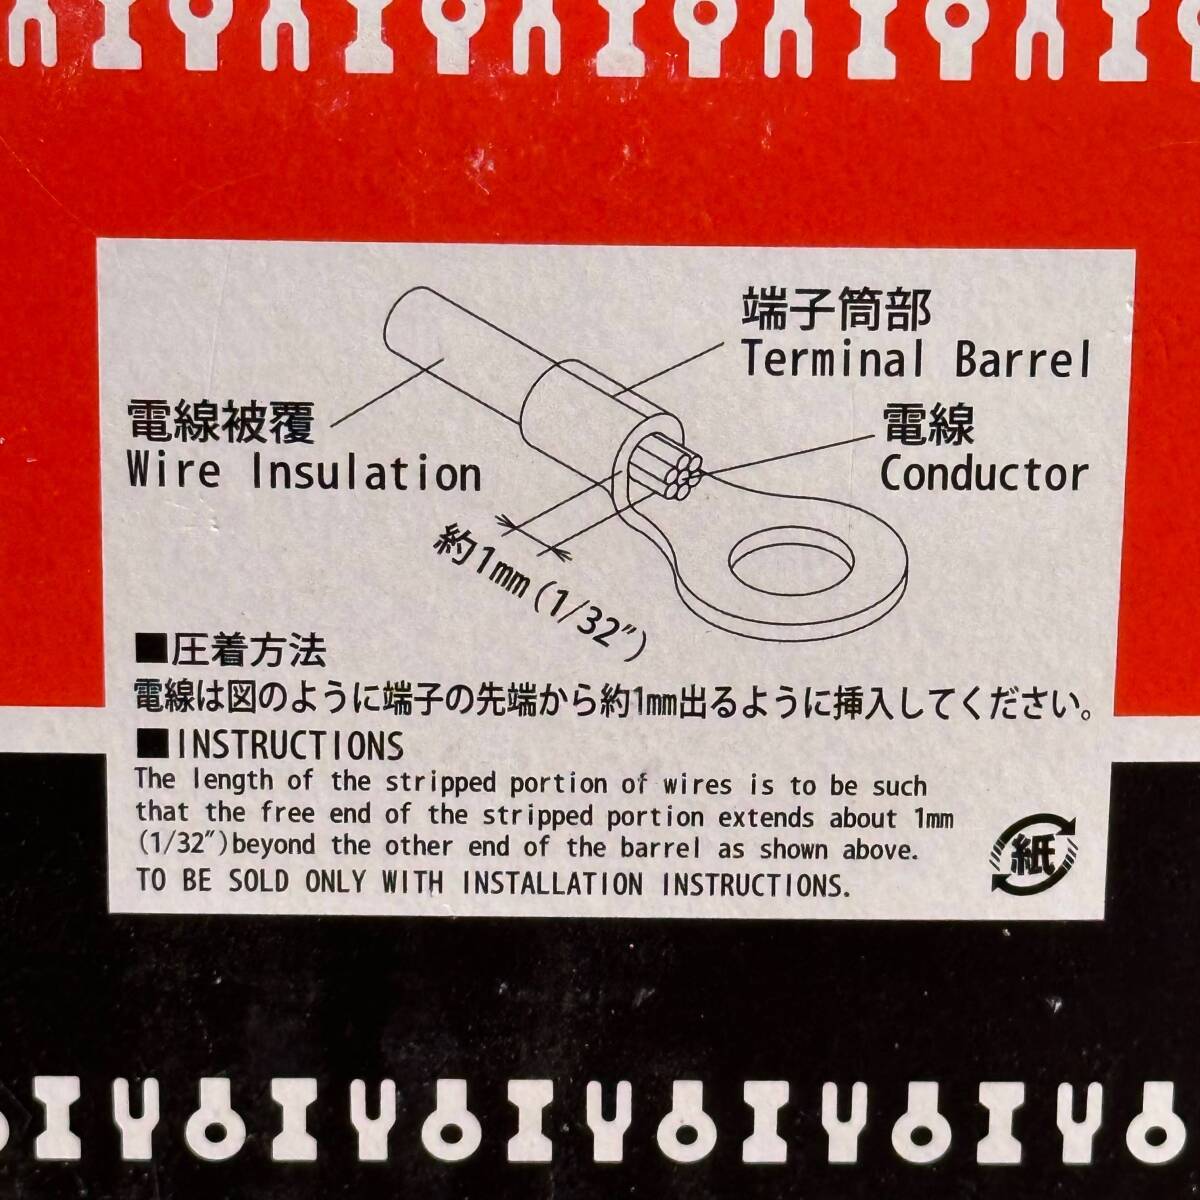 端子筒部
Terminal Barrel
電線被覆
Wire Insulation
電線
Conductor
約1mm(1/32")
■圧着方法
電線は図のように端子の先端から約1mm出るように挿入してください。
■INSTRUCTIONS
The length of the stripped portion of wires is to be such
that the free end of the stripped portion extends about 1mm
(1/32")beyond the other end of the barrel as shown above.
TO BE SOLD ONLY WITH INSTALLATION INSTRUCTIONS.
紙